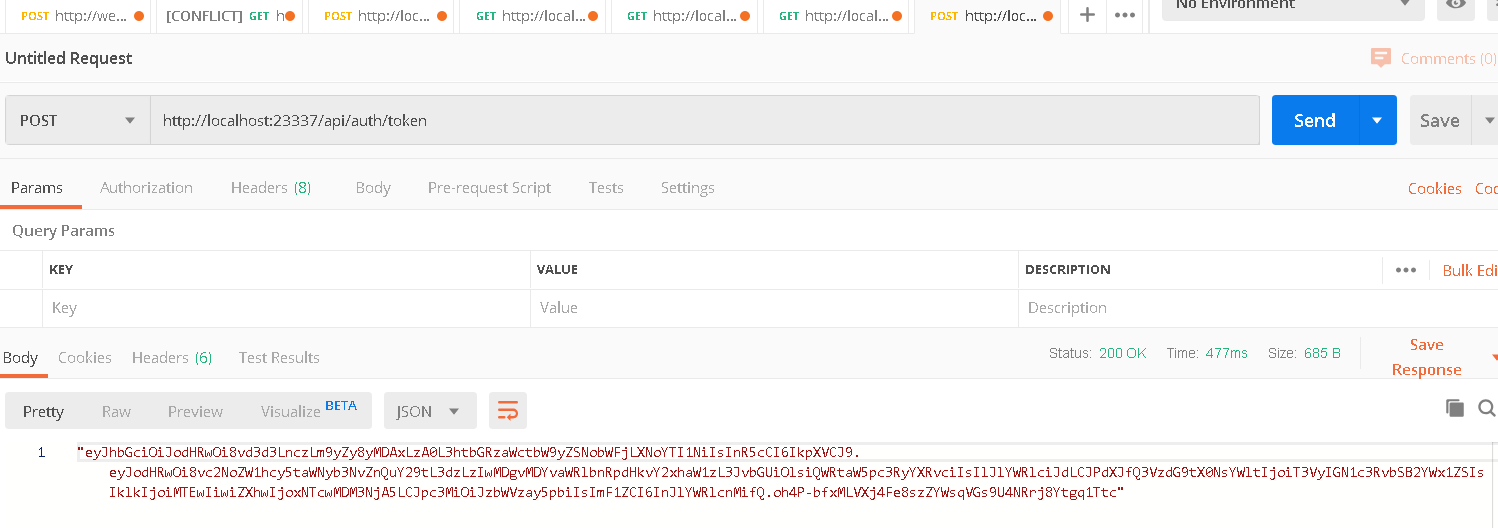 POST http://we...
[CONFLICT] GET h
POST http://loc...
GET http://local...
GET http://local...
GET http://local...
POST http://loc...
No Environment
Untitled Request
Comments (0)
POST
http://localhost:23337/api/auth/token
Send
Save
Params Authorization Headers (8) Body Pre-request Script Tests Settings
Cookies
Query Params
KEY VALUE DESCRIPTION
Bulk Edi
Key Value Description
Body Cookies Headers (6) Test Results
Status: 200 OK Time: 477ms Size: 685 B
Save
Response
Pretty Raw Preview Visualize BETA JSON
1
"eyJhbGciOiJodHRwOi8vd3d3LnczLm9yZy8yMDAxLzA0L3htbGRzaWctbW9yZSNobWFjLXNoYTI1NiIsInR5cCI6IkpXVCJ9.
eyJodHRwOi8vc2NoZW1hcy5taWNyb3NvZnQuY29tL3dzLzIwMDgvMDYvaWRlbnRpdHkvY2xhaW1zL3JvbGUiOlsiQWRtaW5pc3RyYXRvciIsIlJlYWRlciJdLCJPdXJfQ3VzdG9tX0NsYWltIjoiT3VyIGN1c3RvbSB2YWx1ZSIs
IklkIjoiMTEwIiwiZXhwIjoxNTcwMDM3NjA5LCJpc3MiOiJzbWVzay5pbiIsImF1ZCI6InJlYWRlcnMifQ.oh4P-bfxMLVXj4Fe8szZYWsqVGs9U4NRrj8Ytgq1Ttc"